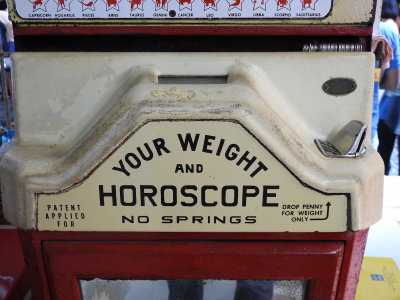 CAPRICORN AQUARIUS PISCES ARIES TAURUS GEMINI CANCER LEO VIRGO LIBRA SCORPIO SAGITTARIUS
YOUR WEIGHT
AND
HOROSCOPE
NO SPRINGS
PATENT
APPLIED
FOR
DROP PENNY
FOR WEIGHT
ONLY